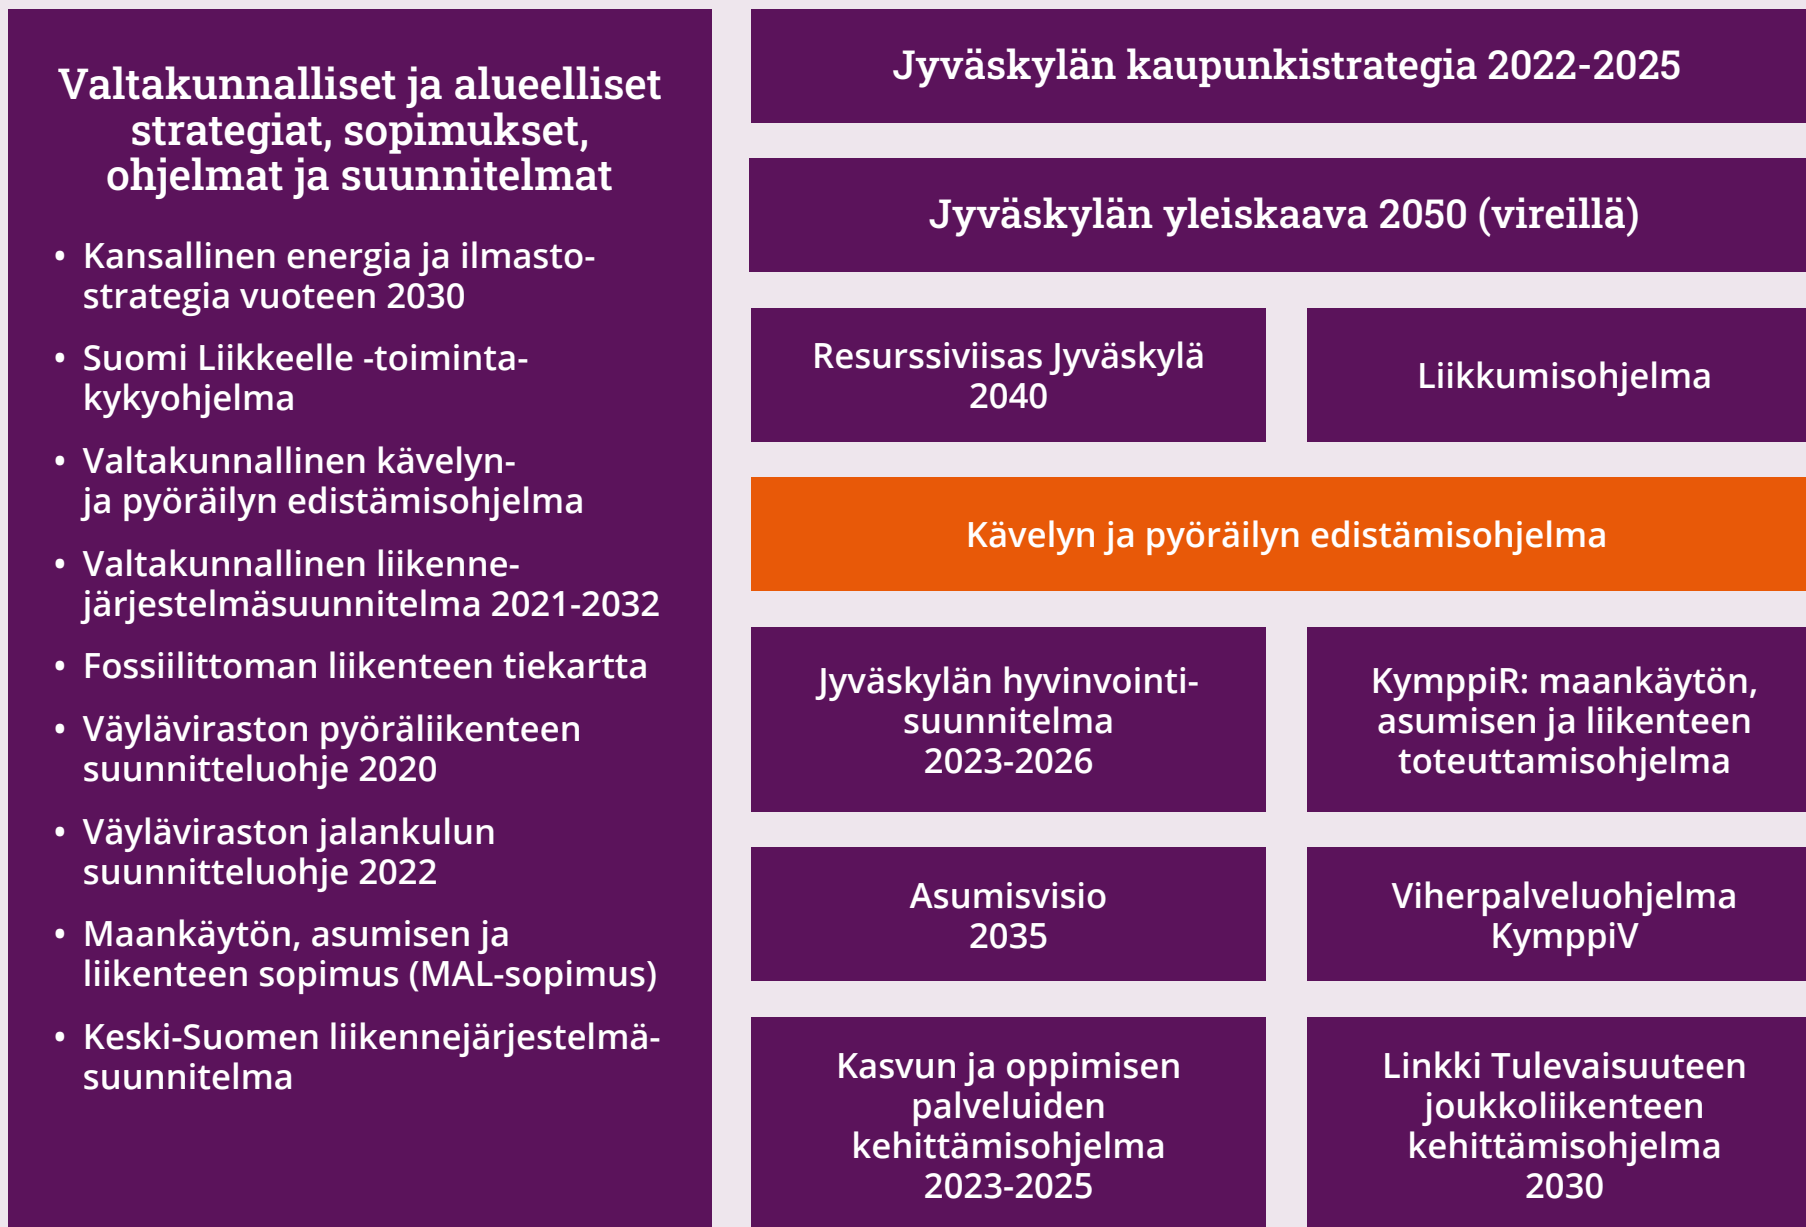 Valtakunnalliset ja alueelliset
strategiat, sopimukset,
ohjelmat ja suunnitelmat
• Kansallinen energia ja ilmasto-
strategia vuoteen 2030
• Suomi Liikkeelle -toiminta-
kykyohjelma
• Valtakunnallinen kävelyn-
ja pyöräilyn edistämisohjelma
• Valtakunnallinen liikenne-
järjestelmäsuunnitelma 2021-2032
• Fossiilittoman liikenteen tiekartta
• Väyläviraston pyöräliikenteen
suunnitteluohje 2020
• Väyläviraston jalankulun
suunnitteluohje 2022
• Maankäytön, asumisen ja
liikenteen sopimus (MAL-sopimus)
• Keski-Suomen liikennejärjestelmä-
suunnitelma
Jyväskylän kaupunkistrategia 2022-2025
Jyväskylän yleiskaava 2050 (vireillä)
Resurssiviisas Jyväskylä
2040
Liikkumisohjelma
Kävelyn ja pyöräilyn edistämisohjelma
Jyväskylän hyvinvointi-
suunnitelma
2023-2026
KymppiR: maankäytön,
asumisen ja liikenteen
toteuttamisohjelma
Asumisvisio
2035
Viherpalveluohjelma
KymppiV
Kasvun ja oppimisen
palveluiden
kehittämisohjelma
2023-2025
Linkki Tulevaisuuteen
joukkoliikenteen
kehittämisohjelma
2030